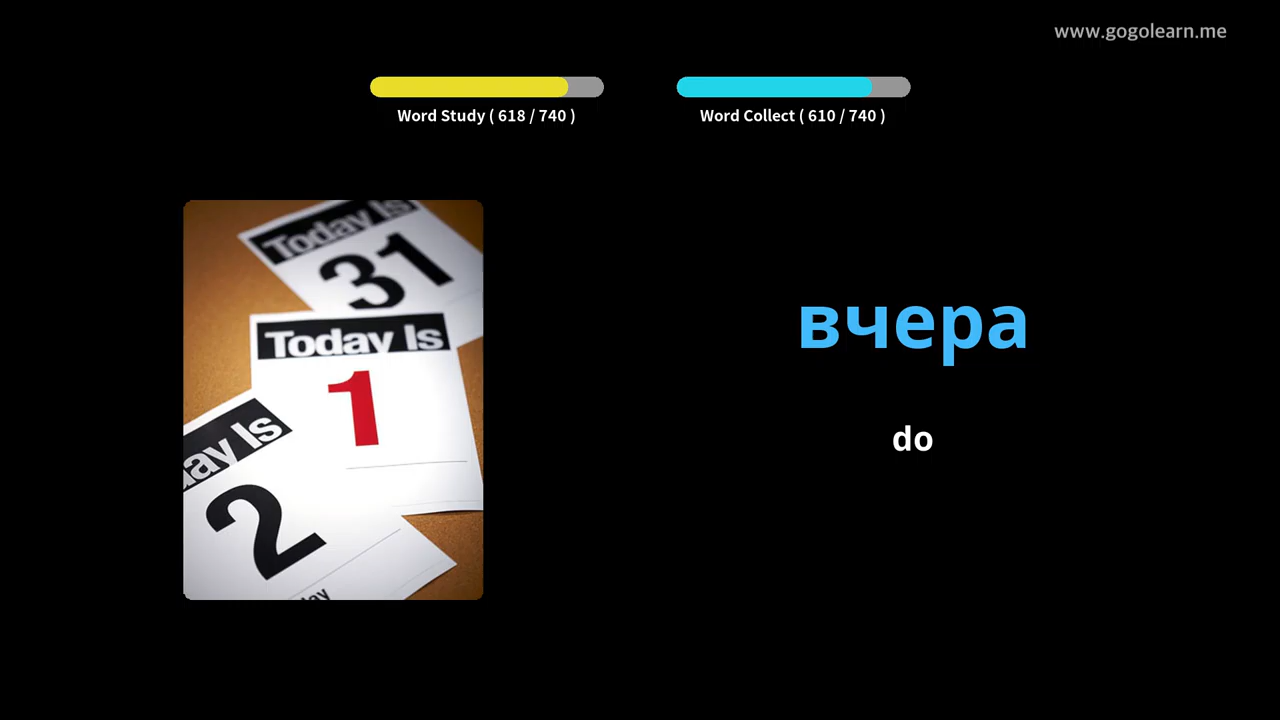 www.gogolearn.me
Word Study ( 618 / 740 )
Word Collect ( 610 / 740 )
Today Is
31
Today Is
1
ay Is
2
вчера
do